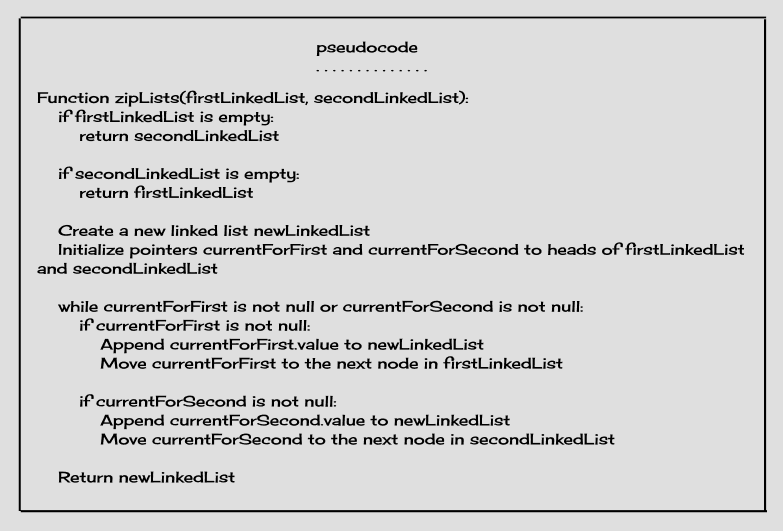 pseudocode
..............
Function zipLists(firstLinkedList, secondLinkedList):
if firstLinkedList is empty:
return secondLinkedList
if secondLinkedList is empty:
return firstLinkedList
Create a new linked list newLinkedList
Initialize pointers currentForFirst and currentForSecond to heads of firstLinkedList
and secondLinkedList
while currentForFirst is not null or currentForSecond is not null:
if currentForFirst is not null:
Append currentForFirst.value to newLinkedList
Move currentForFirst to the next node in firstLinkedList
if currentForSecond is not null:
Append currentForSecond.value to newLinkedList
Move currentForSecond to the next node in secondLinkedList
Return newLinkedList